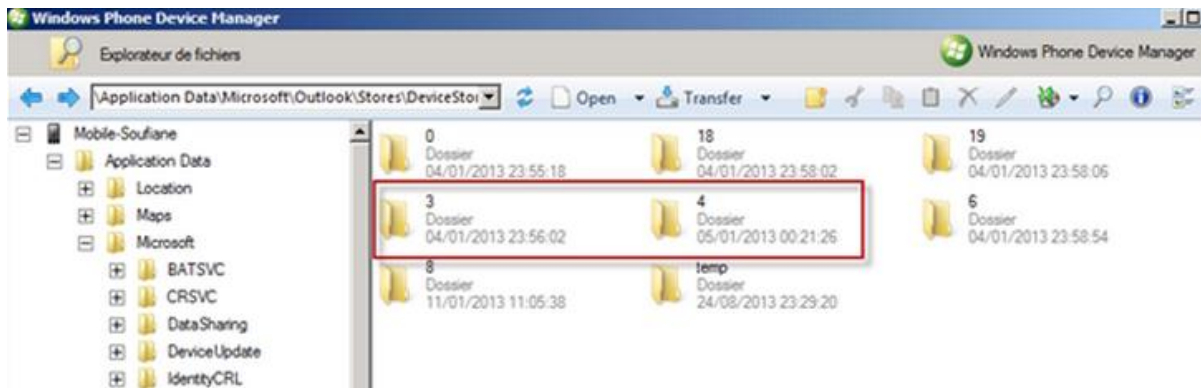 Windows Phone Device Manager
Explorateur de fichiers
Windows Phone Device Manager
\Application Data\Microsoft\Outlook\Stores\DeviceStor
Open
Transfer
Mobile-Soufiane
Application Data
Location
Maps
Microsoft
BATSVC
CRSVC
DataSharing
DeviceUpdate
IdentityCRL
0
Dossier
04/01/2013 23:55:18
18
Dossier
04/01/2013 23:58:02
19
Dossier
04/01/2013 23:58:06
3
Dossier
04/01/2013 23:56:02
4
Dossier
05/01/2013 00:21:26
6
Dossier
04/01/2013 23:58:54
8
Dossier
11/01/2013 11:05:38
temp
Dossier
24/08/2013 23:29:20